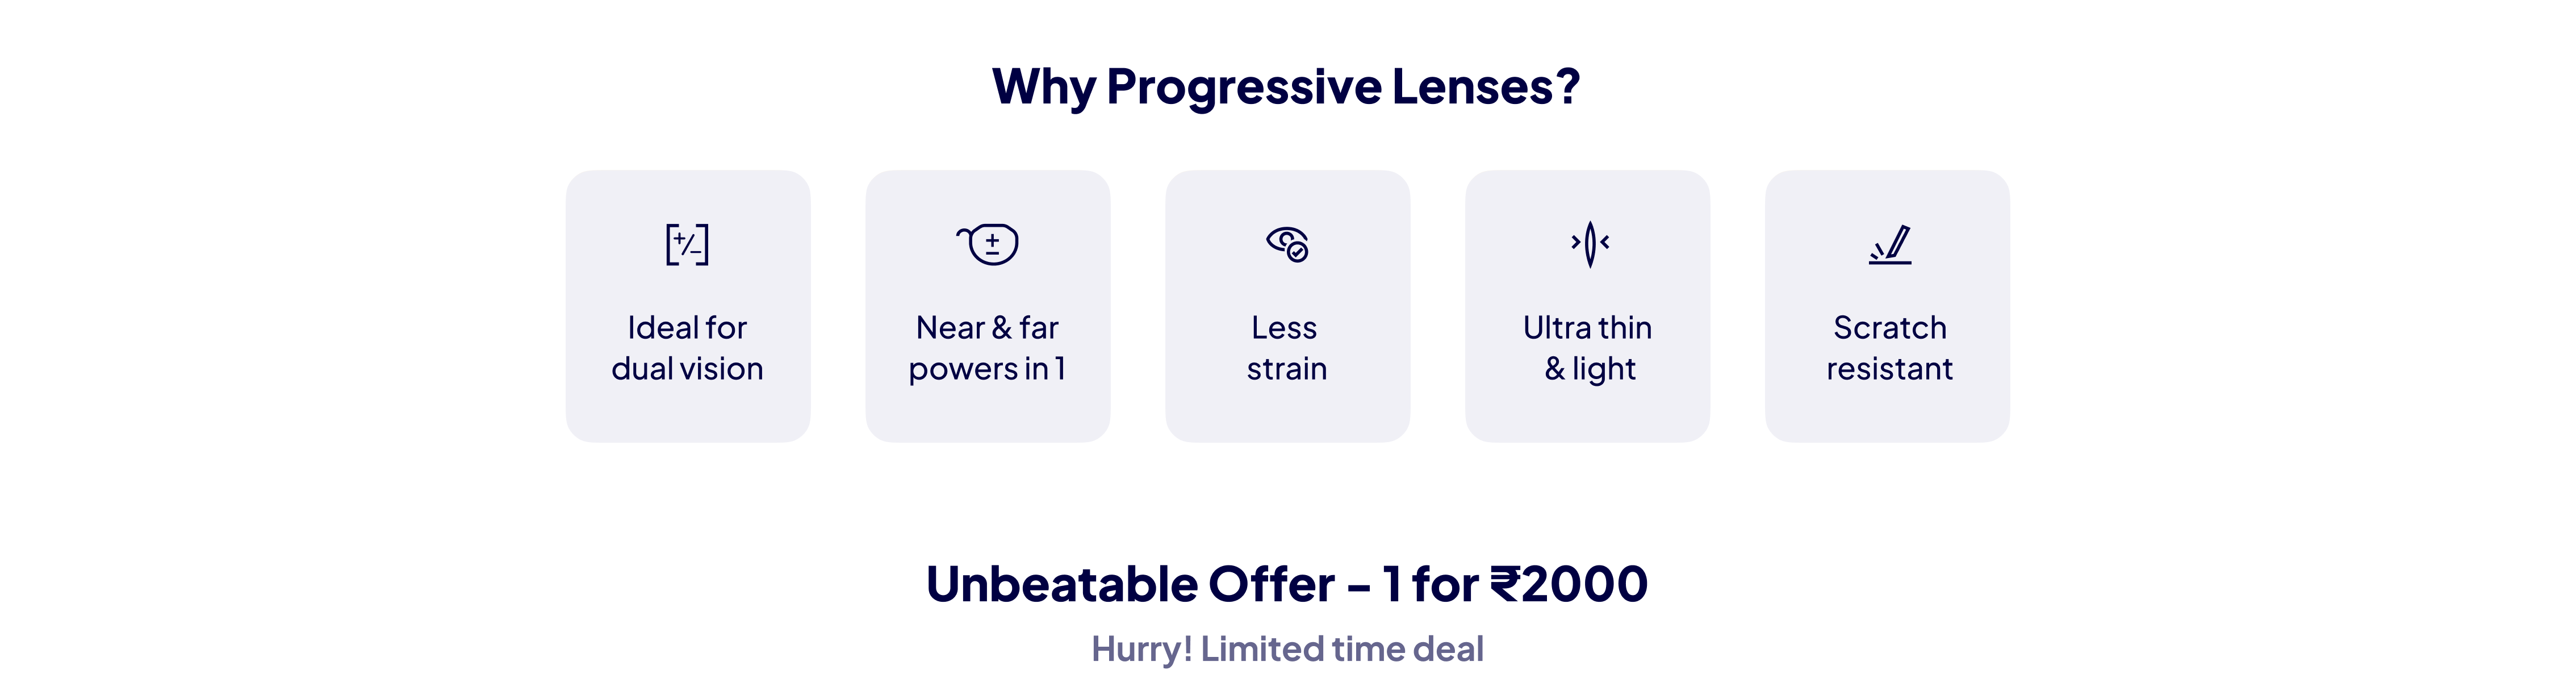 Why Progressive Lenses?
Ideal for
dual vision
Near & far
powers in 1
Less
strain
Ultra thin
& light
Scratch
resistant
Unbeatable Offer – 1 for ₹2000
Hurry! Limited time deal